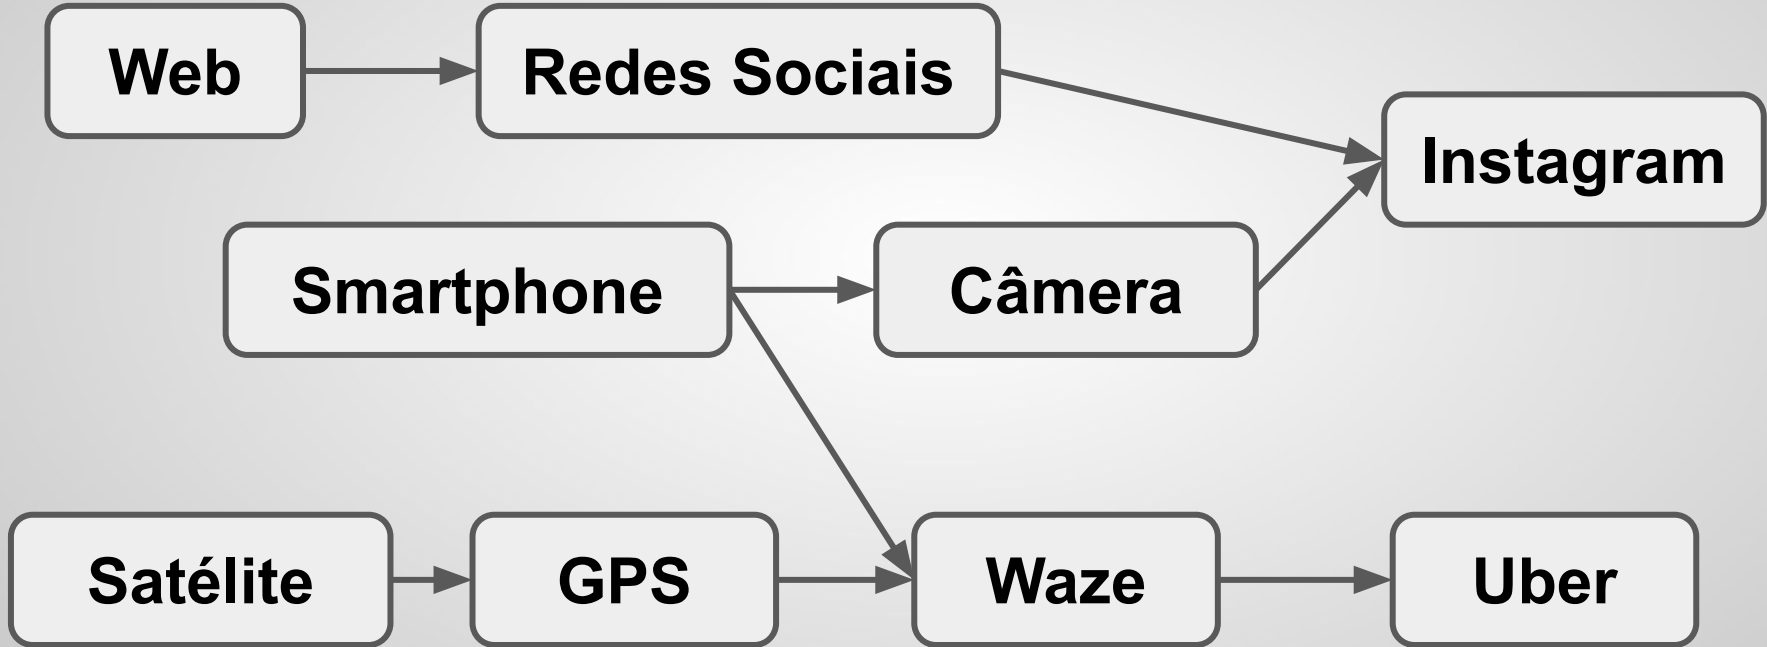 Web
Redes Sociais
Instagram
Smartphone
Câmera
Satélite
GPS
Waze
Uber